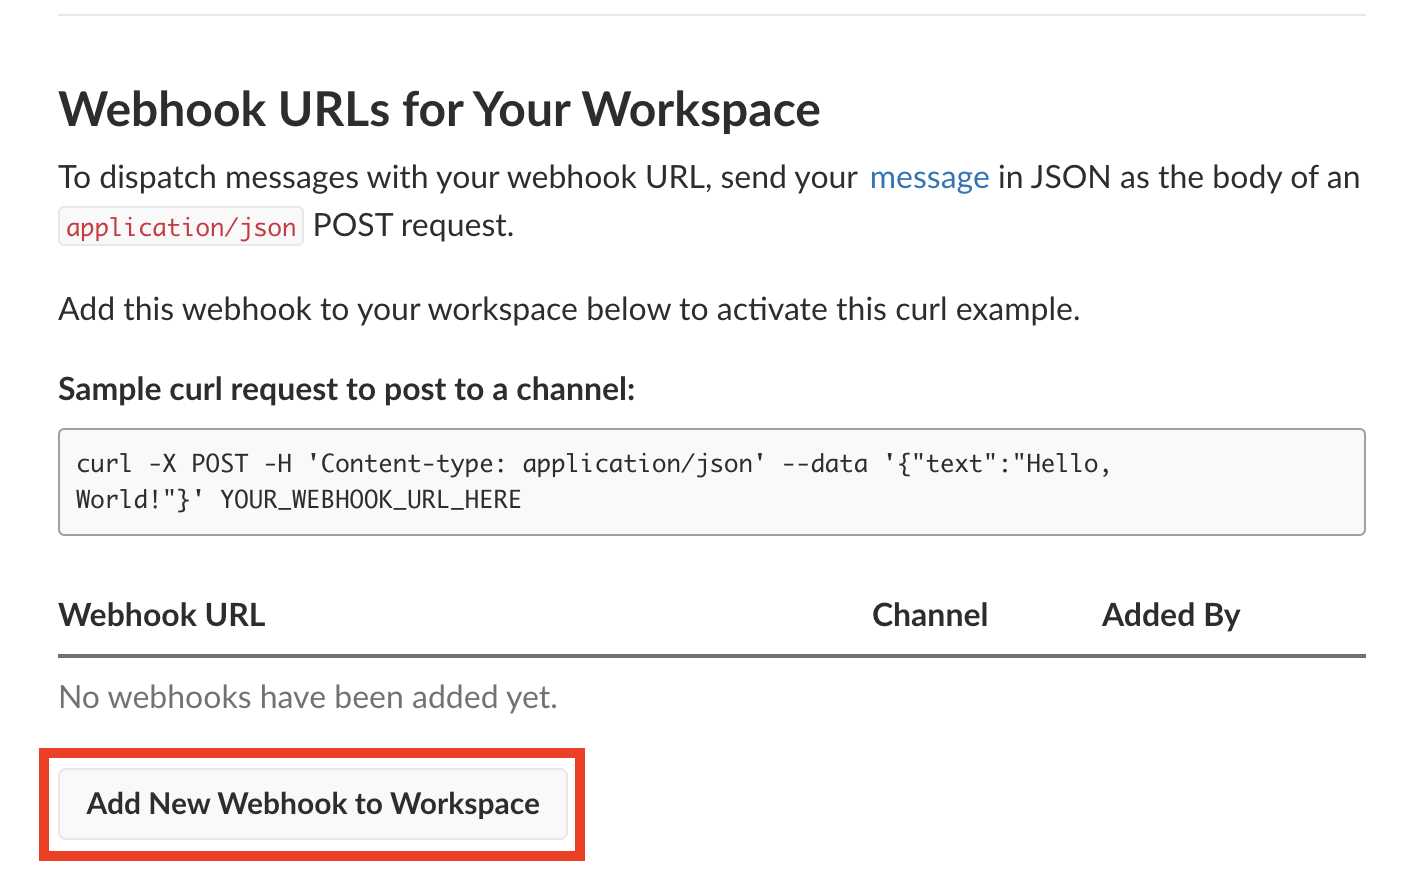 Webhook URLs for Your Workspace
To dispatch messages with your webhook URL, send your message in JSON as the body of an
application/json POST request.
Add this webhook to your workspace below to activate this curl example.
Sample curl request to post to a channel:
curl -X POST -H 'Content-type: application/json' --data '{"text":"Hello,
World!"}' YOUR_WEBHOOK_URL_HERE
Webhook URL Channel Added By
No webhooks have been added yet.
Add New Webhook to Workspace